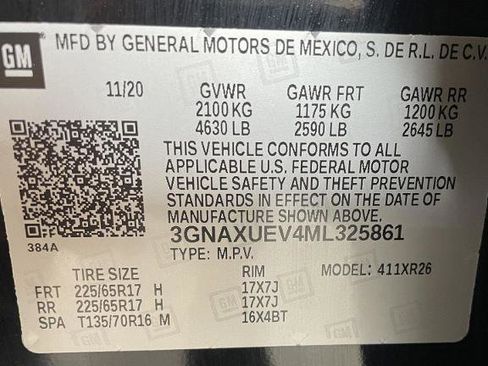 GM MFD BY GENERAL MOTORS DE MEXICO, S. DE R.L. DE C.V.
11/20 GVWR GAWR FRT GAWR RR
2100 KG 1175 KG 1200 KG
4630 LB 2590 LB 2645 LB
THIS VEHICLE CONFORMS TO ALL
APPLICABLE U.S. FEDERAL MOTOR
VEHICLE SAFETY AND THEFT PREVENTION
STANDARDS IN EFFECT ON THE DATE OF
MANUFACTURE SHOWN ABOVE.
384A 3GNAXUEV4ML325861
TYPE: M.P.V.
TIRE SIZE RIM MODEL: 411XR26
FRT 225/65R17 H 17X7J
RR 225/65R17 H 17X7J
SPA T135/70R16 M 16X4BT